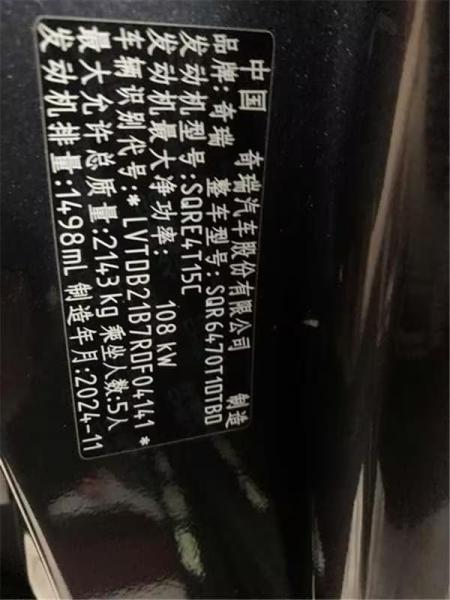 中国 奇瑞汽车股份有限公司 制造
品牌:奇瑞 整车型号:SQR6470T1DTBD
发动机型号:SQRE4T15C
发动机最大净功率: 108 kW
车辆识别代号:*LVTDB21B7RDF04141*
最大允许总质量:2143kg 乘坐人数:5人
发动机排量:1498mL 制造年月:2024-11